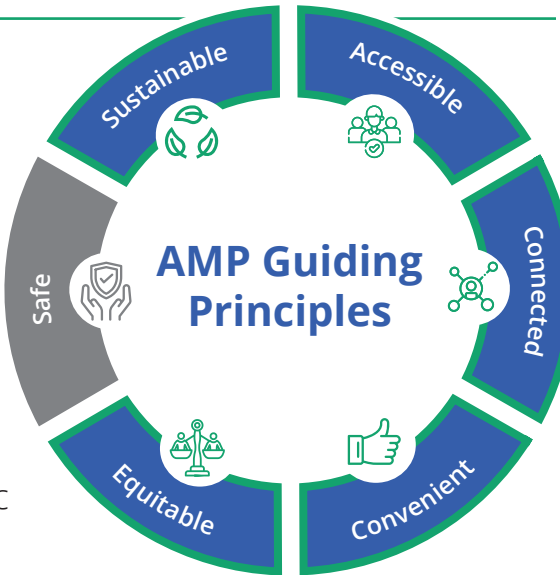 Sustainable
Accessible
Connected
Safe
AMP Guiding
Principles
Equitable
Convenient
C